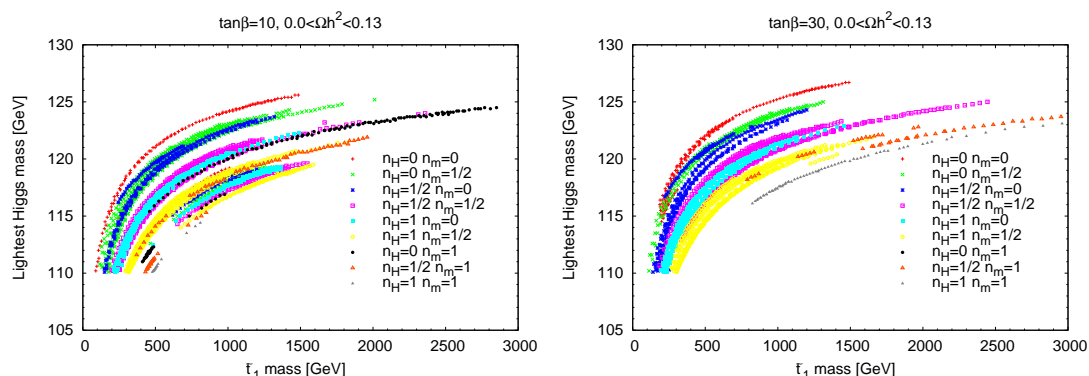 tanβ=10, 0.0<Ωh²<0.13
Lightest Higgs mass [GeV]
130
125
120
115
110
105
0 500 1000 1500 2000 2500 3000
t̃₁ mass [GeV]
n_H=0 n_m=0
n_H=0 n_m=1/2
n_H=1/2 n_m=0
n_H=1/2 n_m=1/2
n_H=1 n_m=0
n_H=1 n_m=1/2
n_H=0 n_m=1
n_H=1/2 n_m=1
n_H=1 n_m=1
tanβ=30, 0.0<Ωh²<0.13
Lightest Higgs mass [GeV]
130
125
120
115
110
105
0 500 1000 1500 2000 2500 3000
t̃₁ mass [GeV]
n_H=0 n_m=0
n_H=0 n_m=1/2
n_H=1/2 n_m=0
n_H=1/2 n_m=1/2
n_H=1 n_m=0
n_H=1 n_m=1/2
n_H=0 n_m=1
n_H=1/2 n_m=1
n_H=1 n_m=1